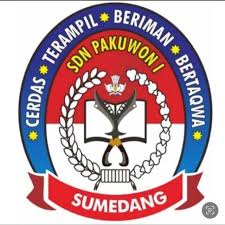 CERDAS * TERAMPIL * BERIMAN * BERTAQWA
SDN PAKUWON I
SUMEDANG